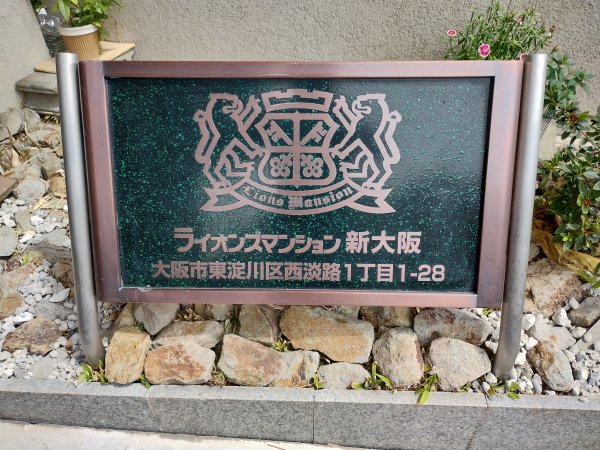 Lions Mansion
ライオンズマンション 新大阪
大阪市東淀川区西淡路1丁目1-28